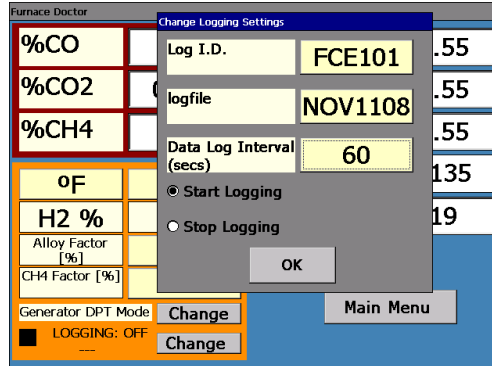 Furnace Doctor
Change Logging Settings
%CO
Log I.D.
FCE101
.55
%CO2
logfile
NOV1108
.55
%CH4
Data Log Interval
(secs)
60
.55
ºF
Start Logging
135
H2 %
Stop Logging
19
Alloy Factor
[%]
OK
CH4 Factor [%]
Generator DPT Mode
Change
Main Menu
LOGGING: OFF
---
Change